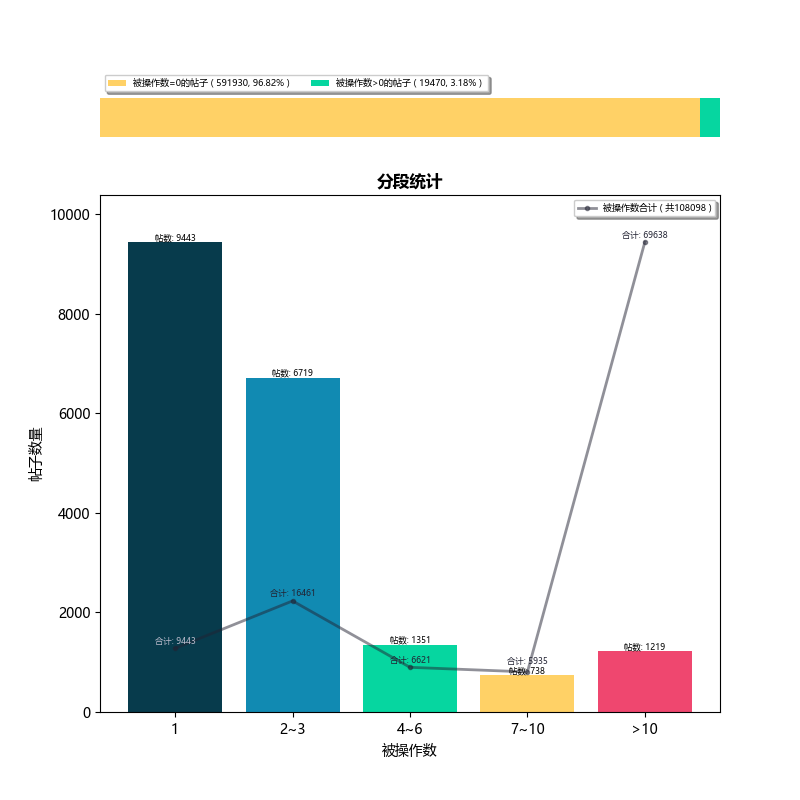 被操作数=0的帖子 ( 591930, 96.82% ) 被操作数>0的帖子 ( 19470, 3.18% )
分段统计
被操作数合计 ( 共108098 )
10000
8000
6000
4000
2000
0
帖子数量
帖数: 9443
帖数: 6719
帖数: 1351
帖数: 738
帖数: 1219
合计: 9443
合计: 16461
合计: 6621
合计: 5935
合计: 69638
1 2~3 4~6 7~10 >10
被操作数